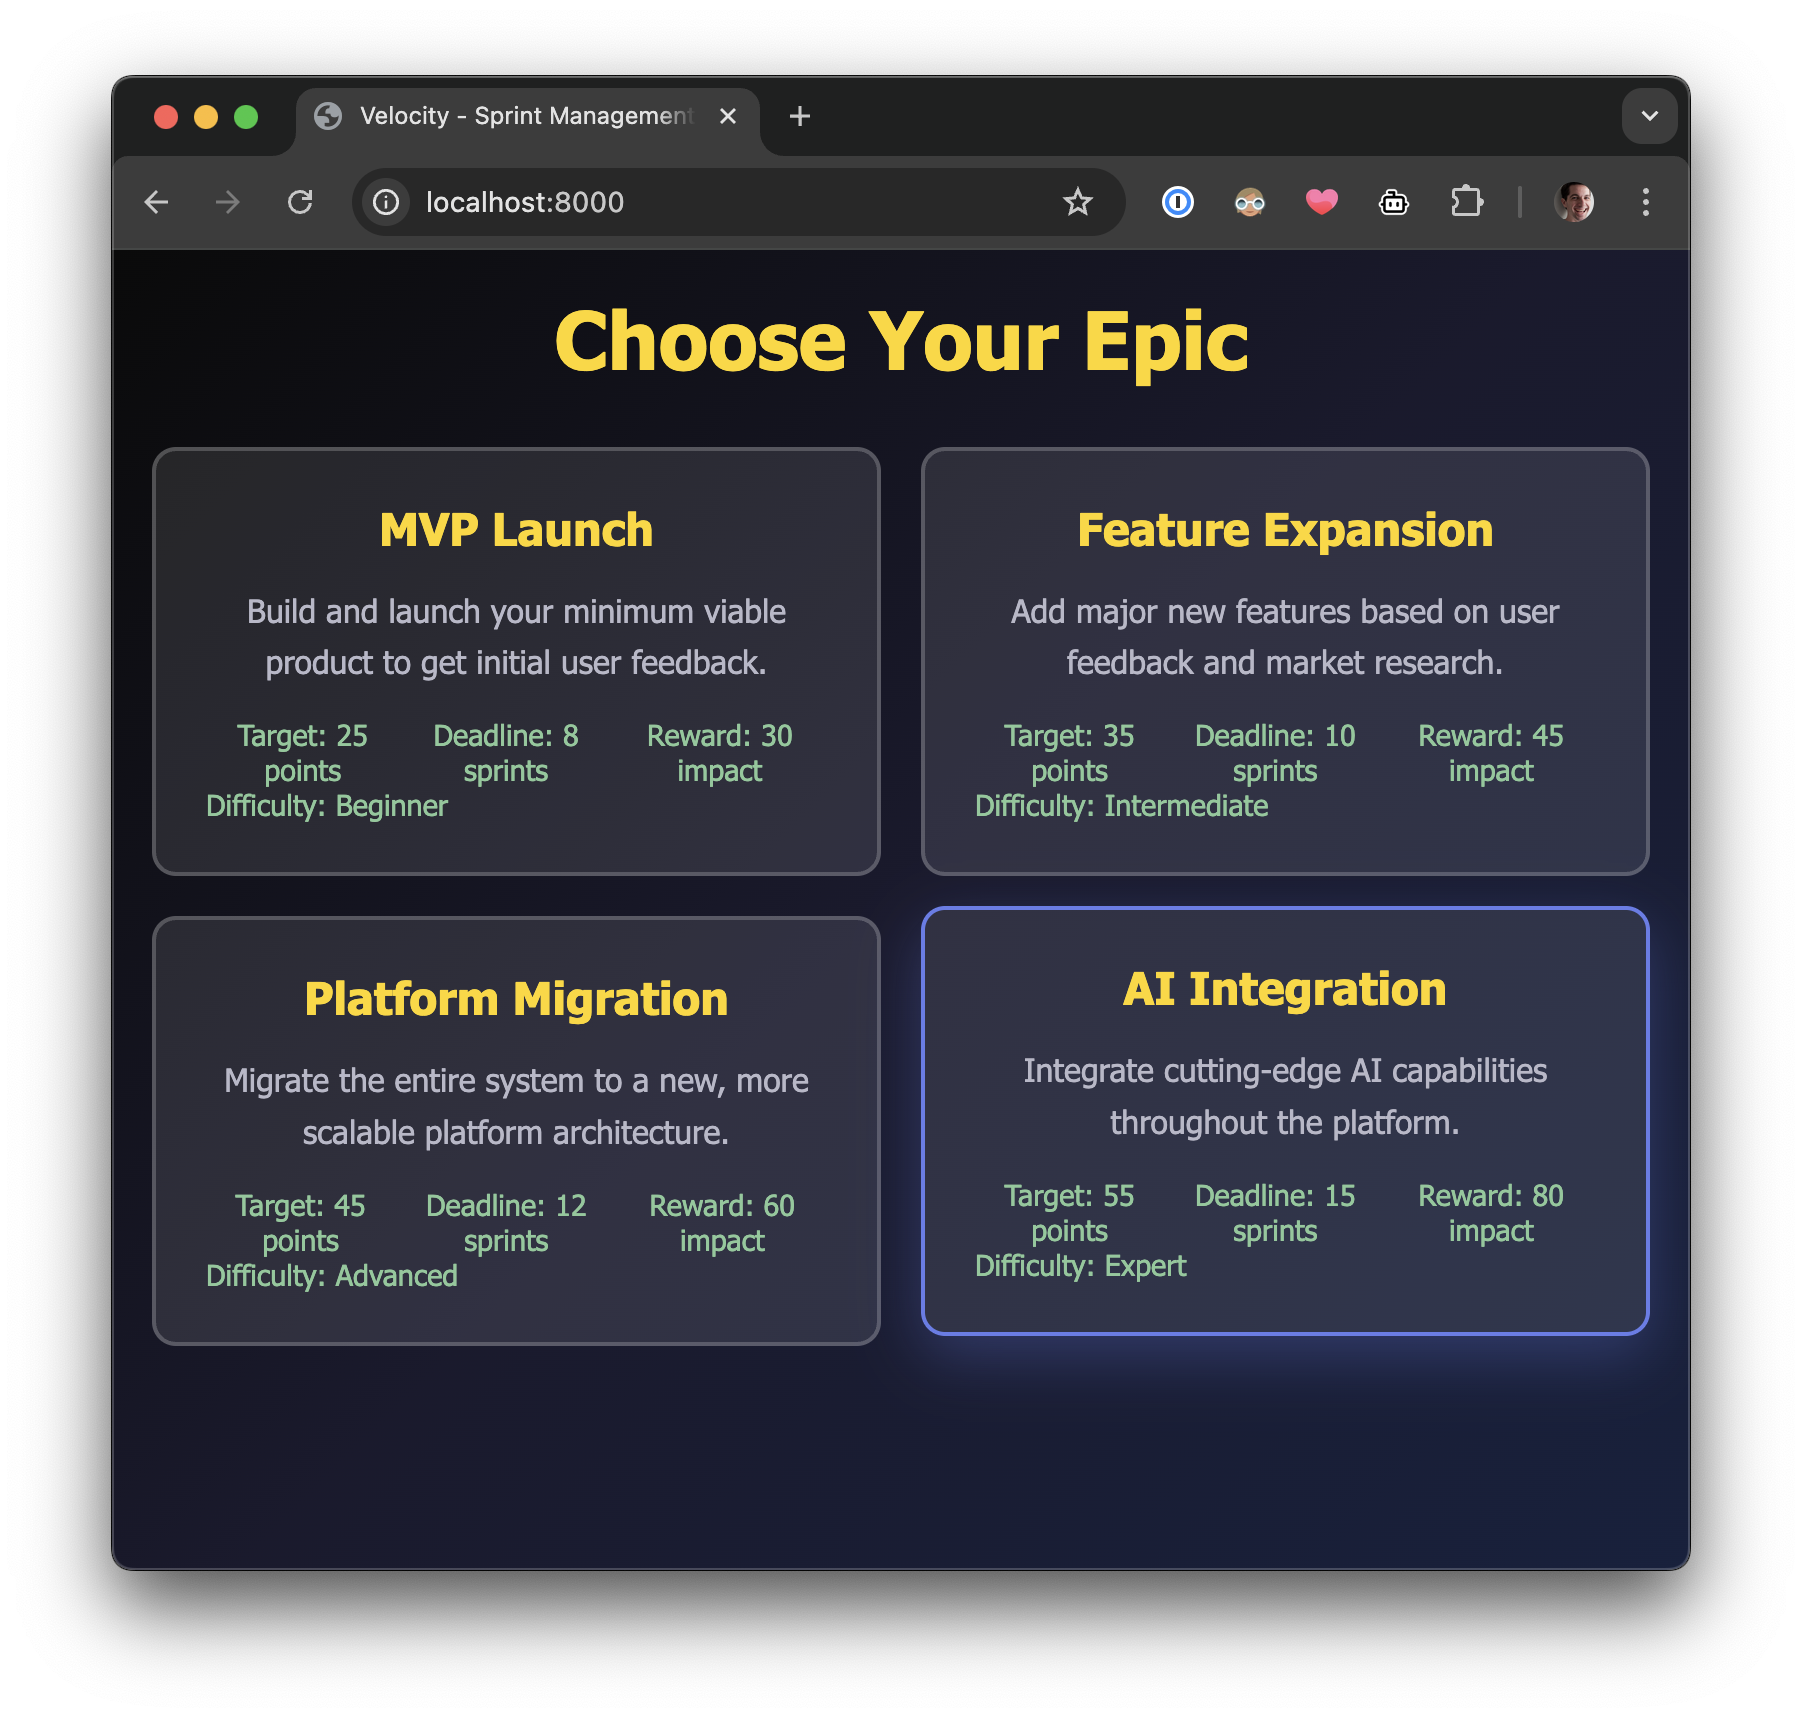 Velocity - Sprint Management
localhost:8000
Choose Your Epic
MVP Launch
Build and launch your minimum viable
product to get initial user feedback.
Target: 25
points
Deadline: 8
sprints
Reward: 30
impact
Difficulty: Beginner
Feature Expansion
Add major new features based on user
feedback and market research.
Target: 35
points
Deadline: 10
sprints
Reward: 45
impact
Difficulty: Intermediate
Platform Migration
Migrate the entire system to a new, more
scalable platform architecture.
Target: 45
points
Deadline: 12
sprints
Reward: 60
impact
Difficulty: Advanced
AI Integration
Integrate cutting-edge AI capabilities
throughout the platform.
Target: 55
points
Deadline: 15
sprints
Reward: 80
impact
Difficulty: Expert